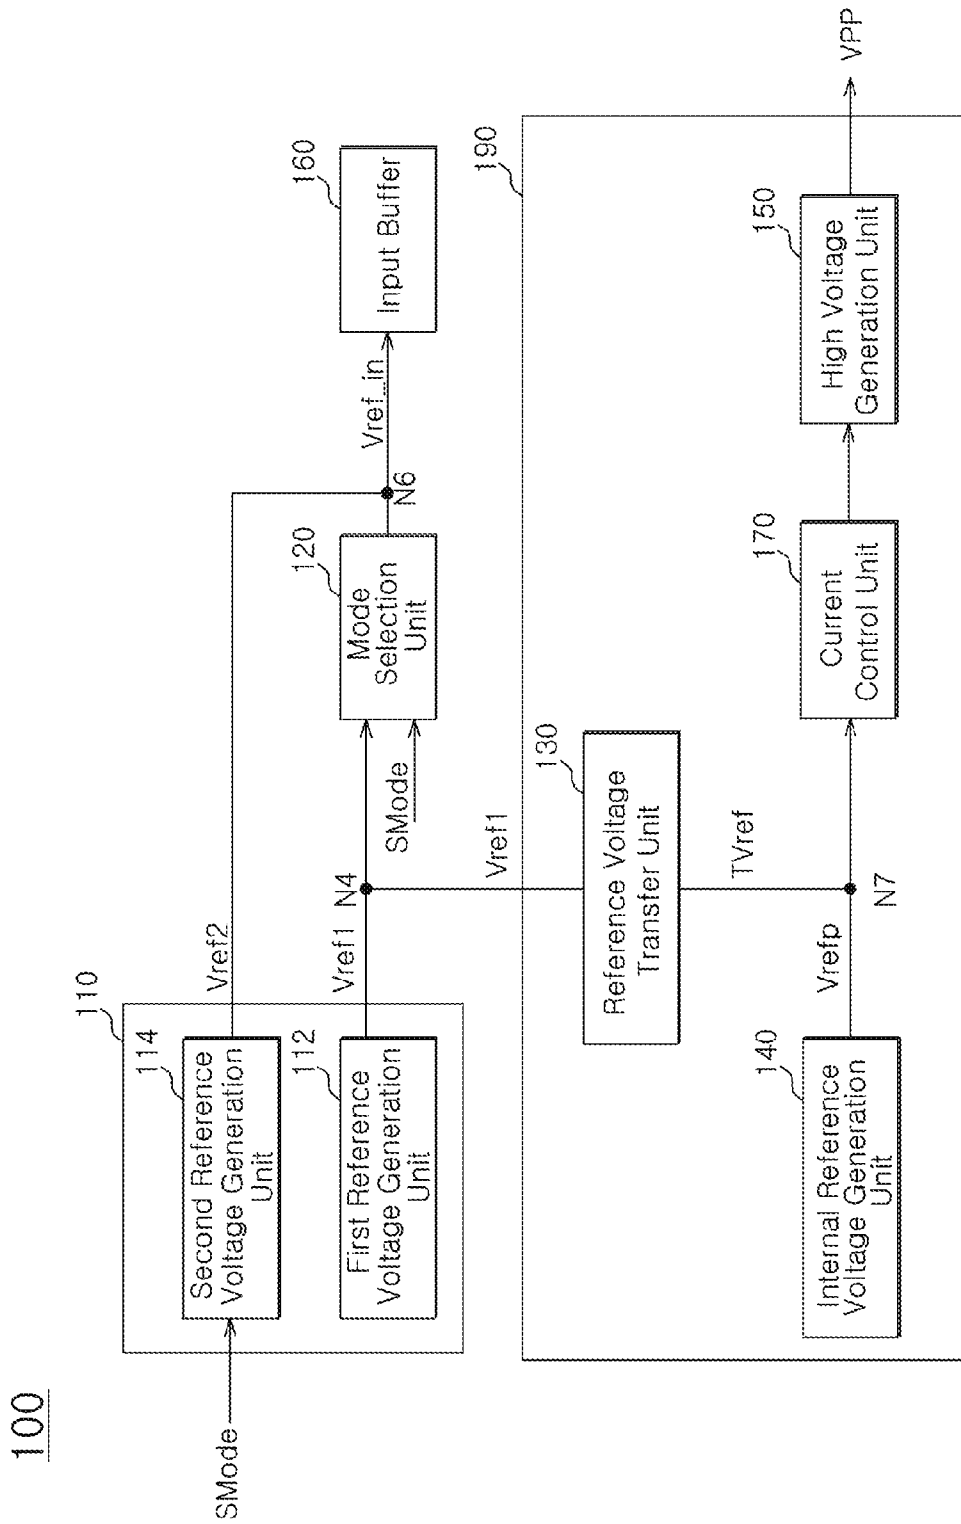 100
110
SMode
114
Second Reference
Voltage Generation
Unit
Vref2
112
First Reference
Voltage Generation
Unit
Vref1
N4
SMode
120
Mode
Selection
Unit
N6
Vref_in
160
Input Buffer
Vref1
190
130
Reference Voltage
Transfer Unit
TVref
140
Internal Reference
Voltage Generation
Unit
Vrefp
N7
170
Current
Control Unit
150
High Voltage
Generation Unit
VPP